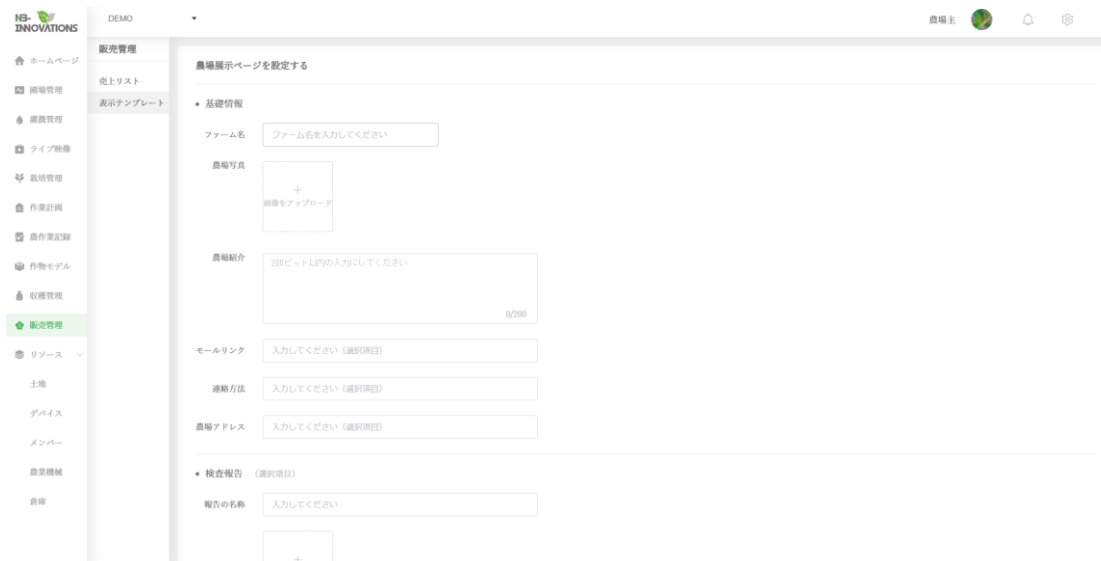 NB-
INNOVATIONS
DEMO
農場主
ホームページ
圃場管理
灌漑管理
ライブ映像
栽培管理
作業計画
農作業記録
作物モデル
収穫管理
販売管理
リソース
土地
デバイス
メンバー
農業機械
倉庫
販売管理
売上リスト
表示テンプレート
農場展示ページを設定する
• 基礎情報
ファーム名 ファーム名を入力してください
農場写真
+
画像をアップロード
農場紹介 200ビット以内の入力にしてください
0/200
モールリンク 入力してください（選択項目）
連絡方法 入力してください（選択項目）
農場アドレス 入力してください（選択項目）
• 検査報告 （選択項目）
報告の名称 入力してください
+